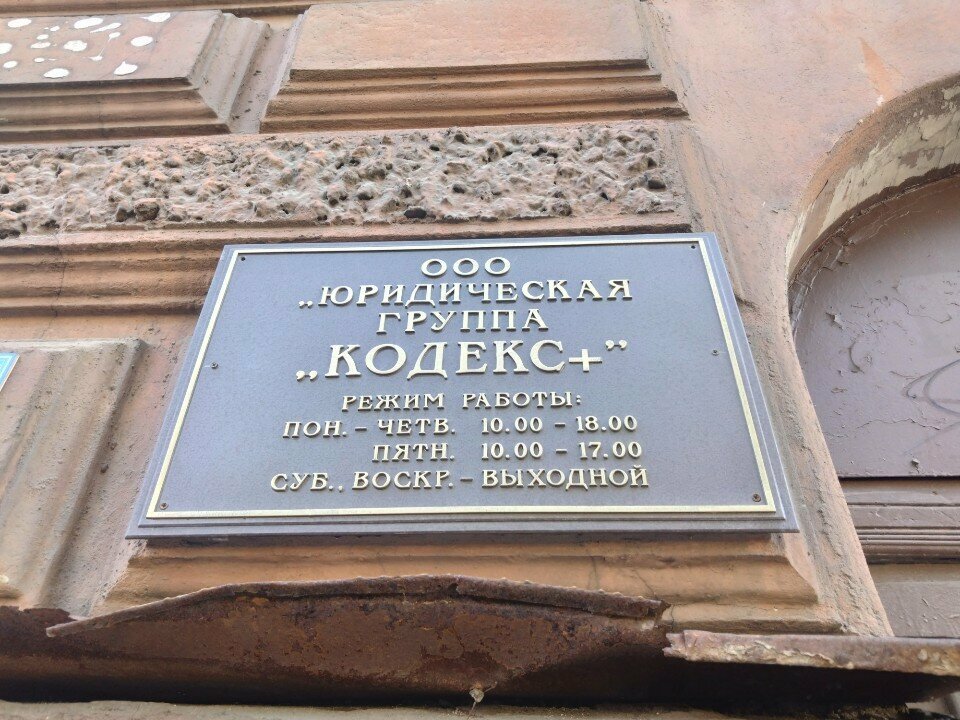 ООО
„ЮРИДИЧЕСКАЯ
ГРУППА
„КОДЕКС+”
РЕЖИМ РАБОТЫ:
ПОН. – ЧЕТВ. 10.00 – 18.00
ПЯТН. 10.00 – 17.00
СУБ., ВОСКР. – ВЫХОДНОЙ